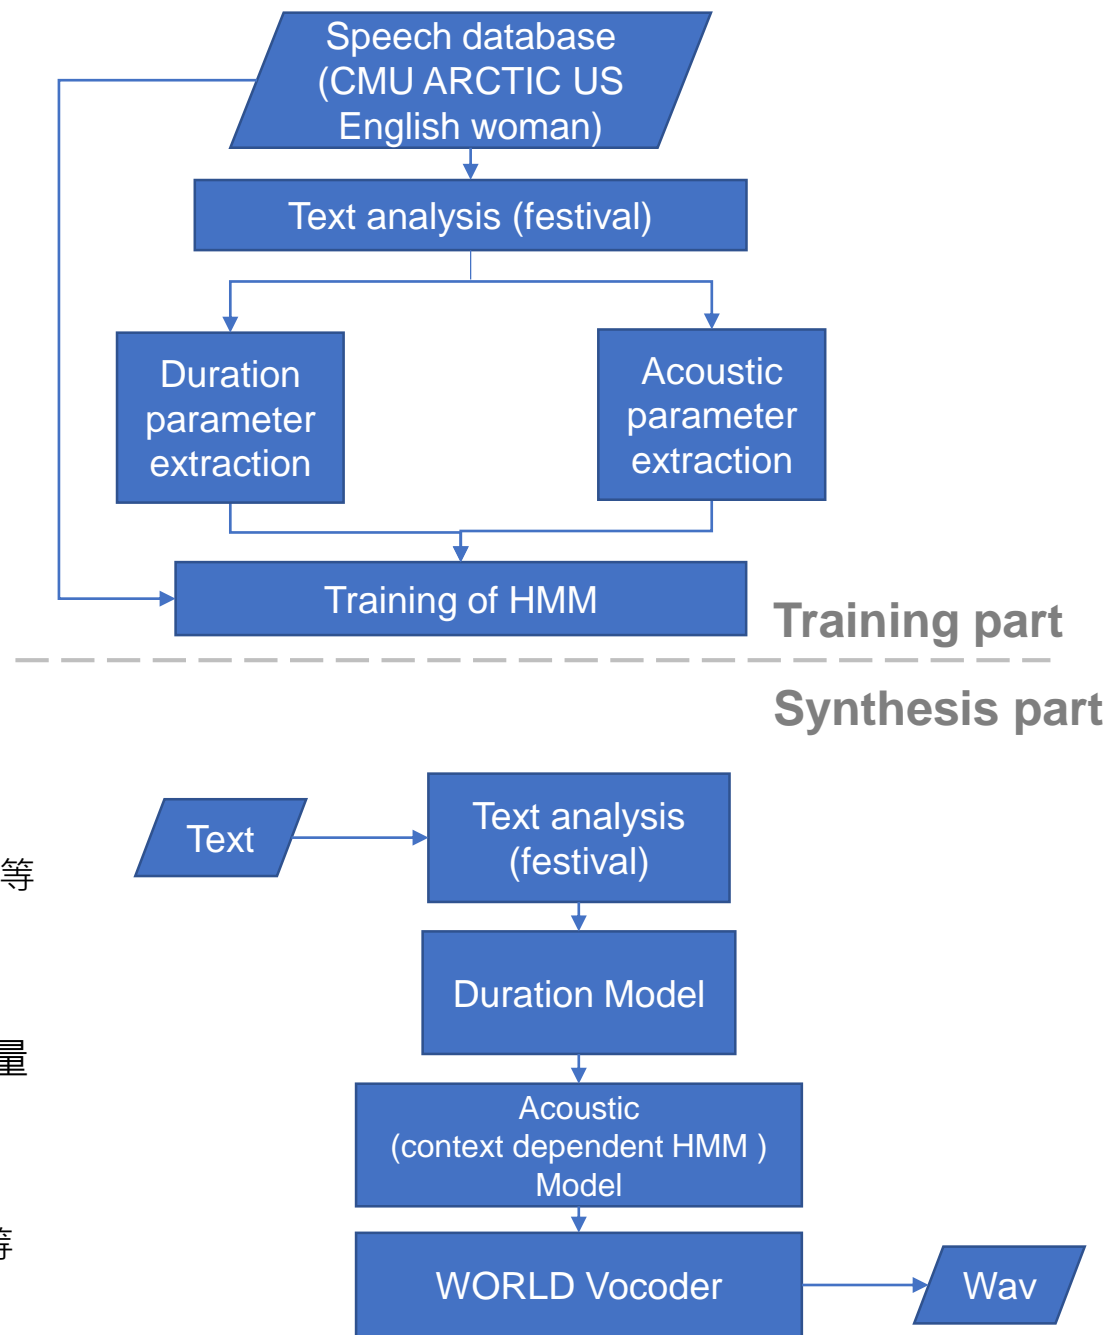 Speech database
(CMU ARCTIC US
English woman)
Text analysis (festival)
Duration
parameter
extraction
Acoustic
parameter
extraction
Training of HMM
Training part
Synthesis part
Text
Text analysis
(festival)
等
Duration Model
量
Acoustic
(context dependent HMM )
Model
等
WORLD Vocoder
Wav